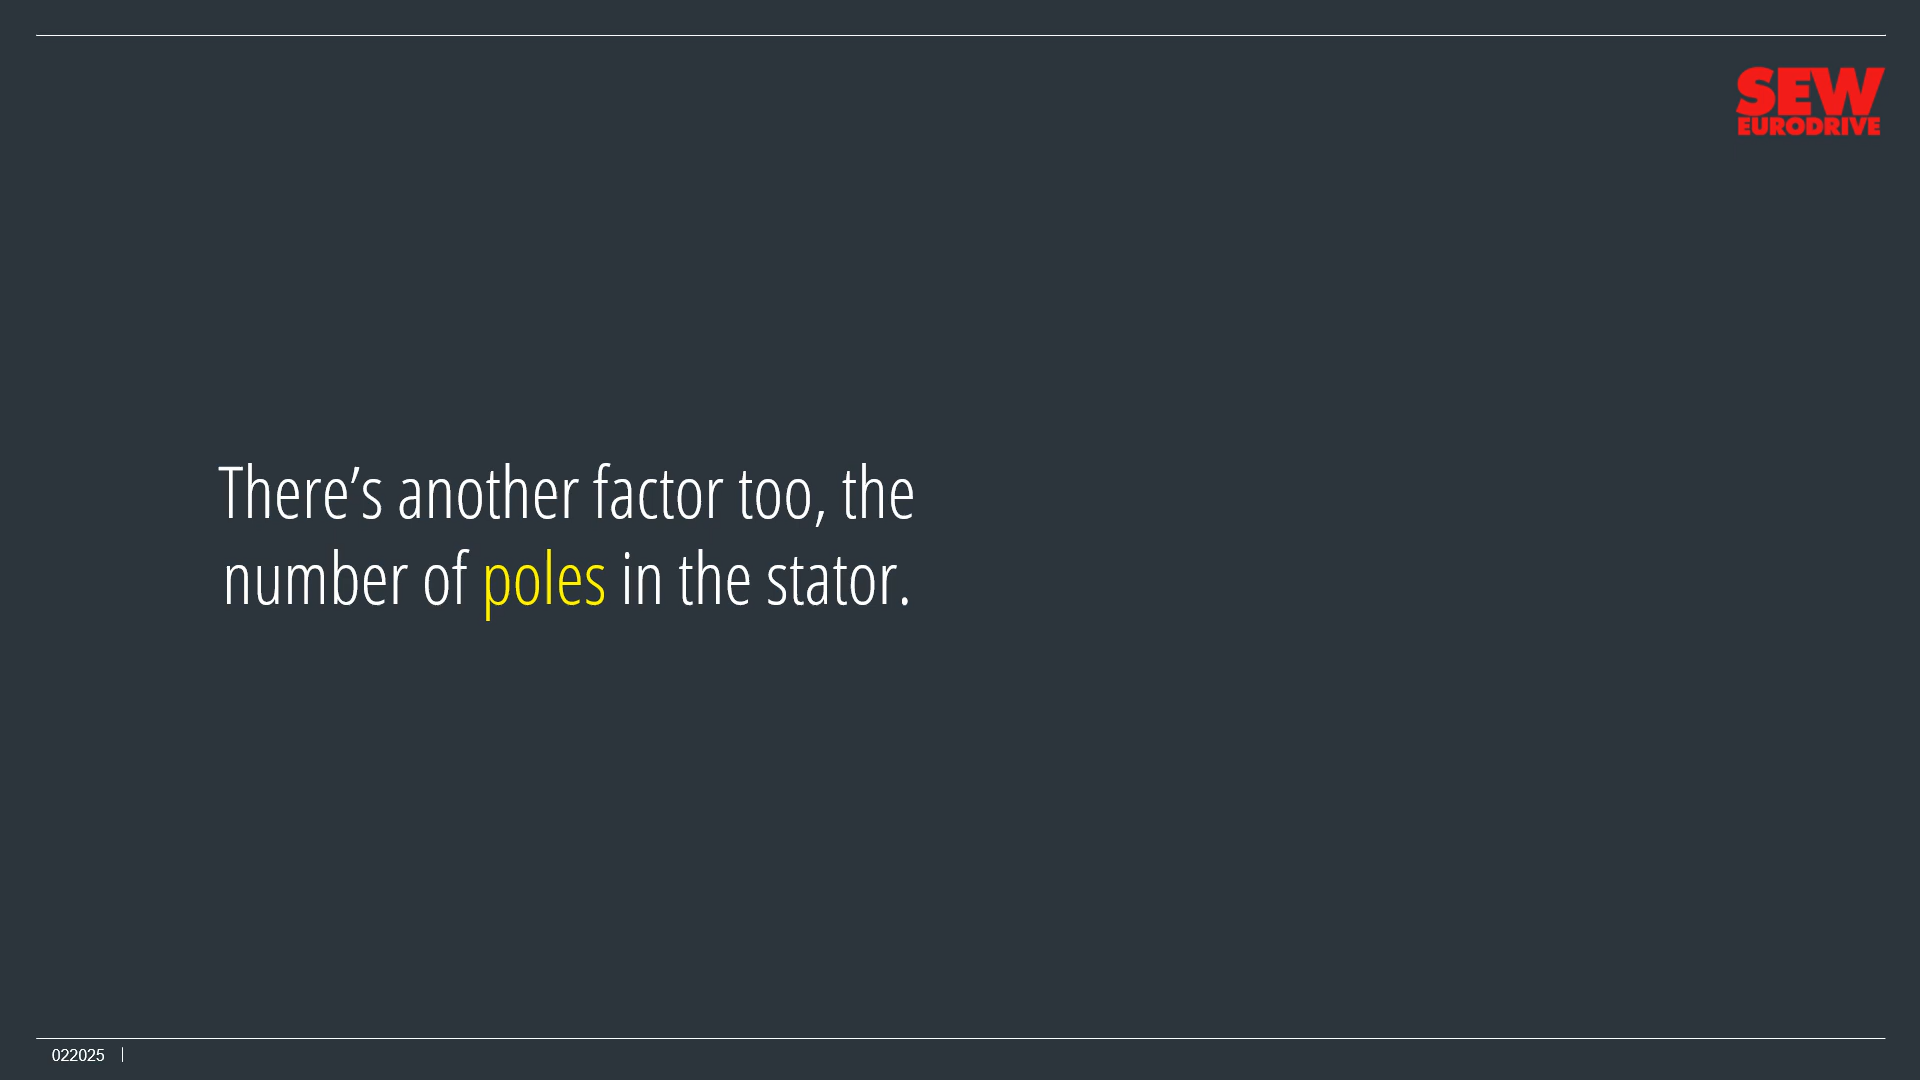 SEW
EURODRIVE
There’s another factor too, the
number of poles in the stator.
022025 |